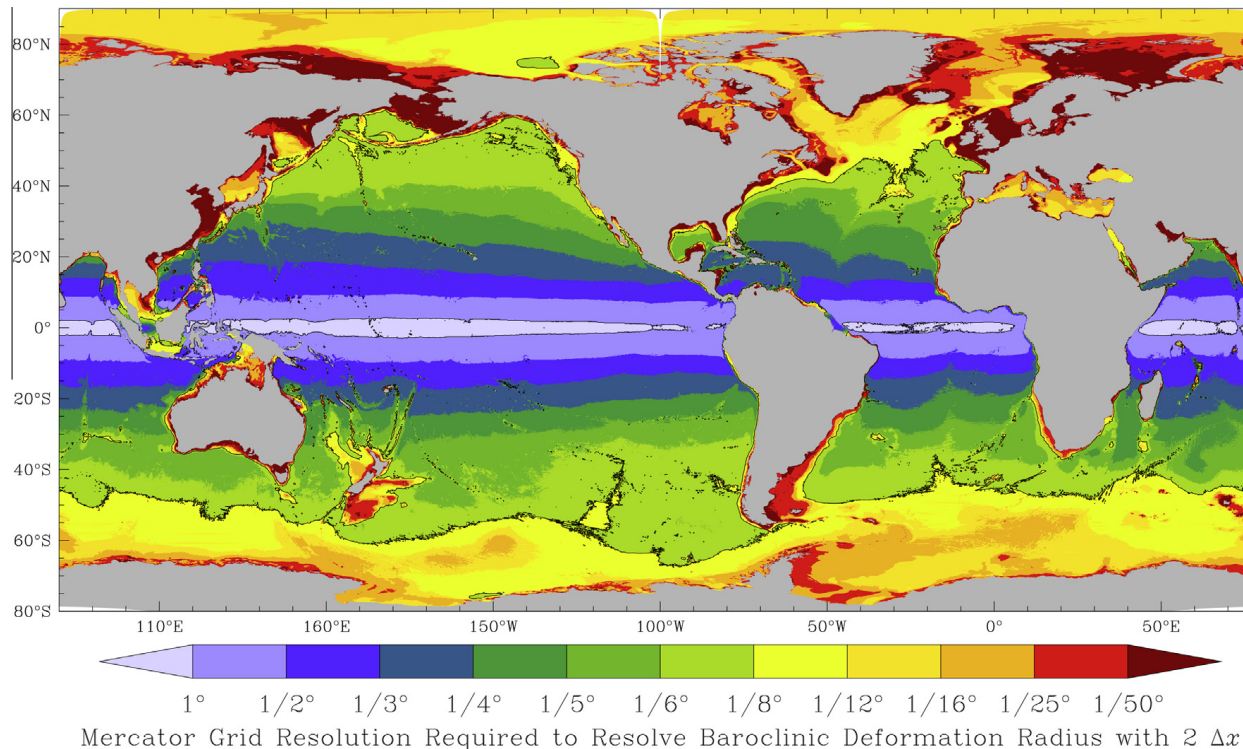 80°N
60°N
40°N
20°N
0°
20°S
40°S
60°S
80°S
110°E 160°E 150°W 100°W 50°W 0° 50°E
1° 1/2° 1/3° 1/4° 1/5° 1/6° 1/8° 1/12° 1/16° 1/25° 1/50°
Mercator Grid Resolution Required to Resolve Baroclinic Deformation Radius with 2 Δx